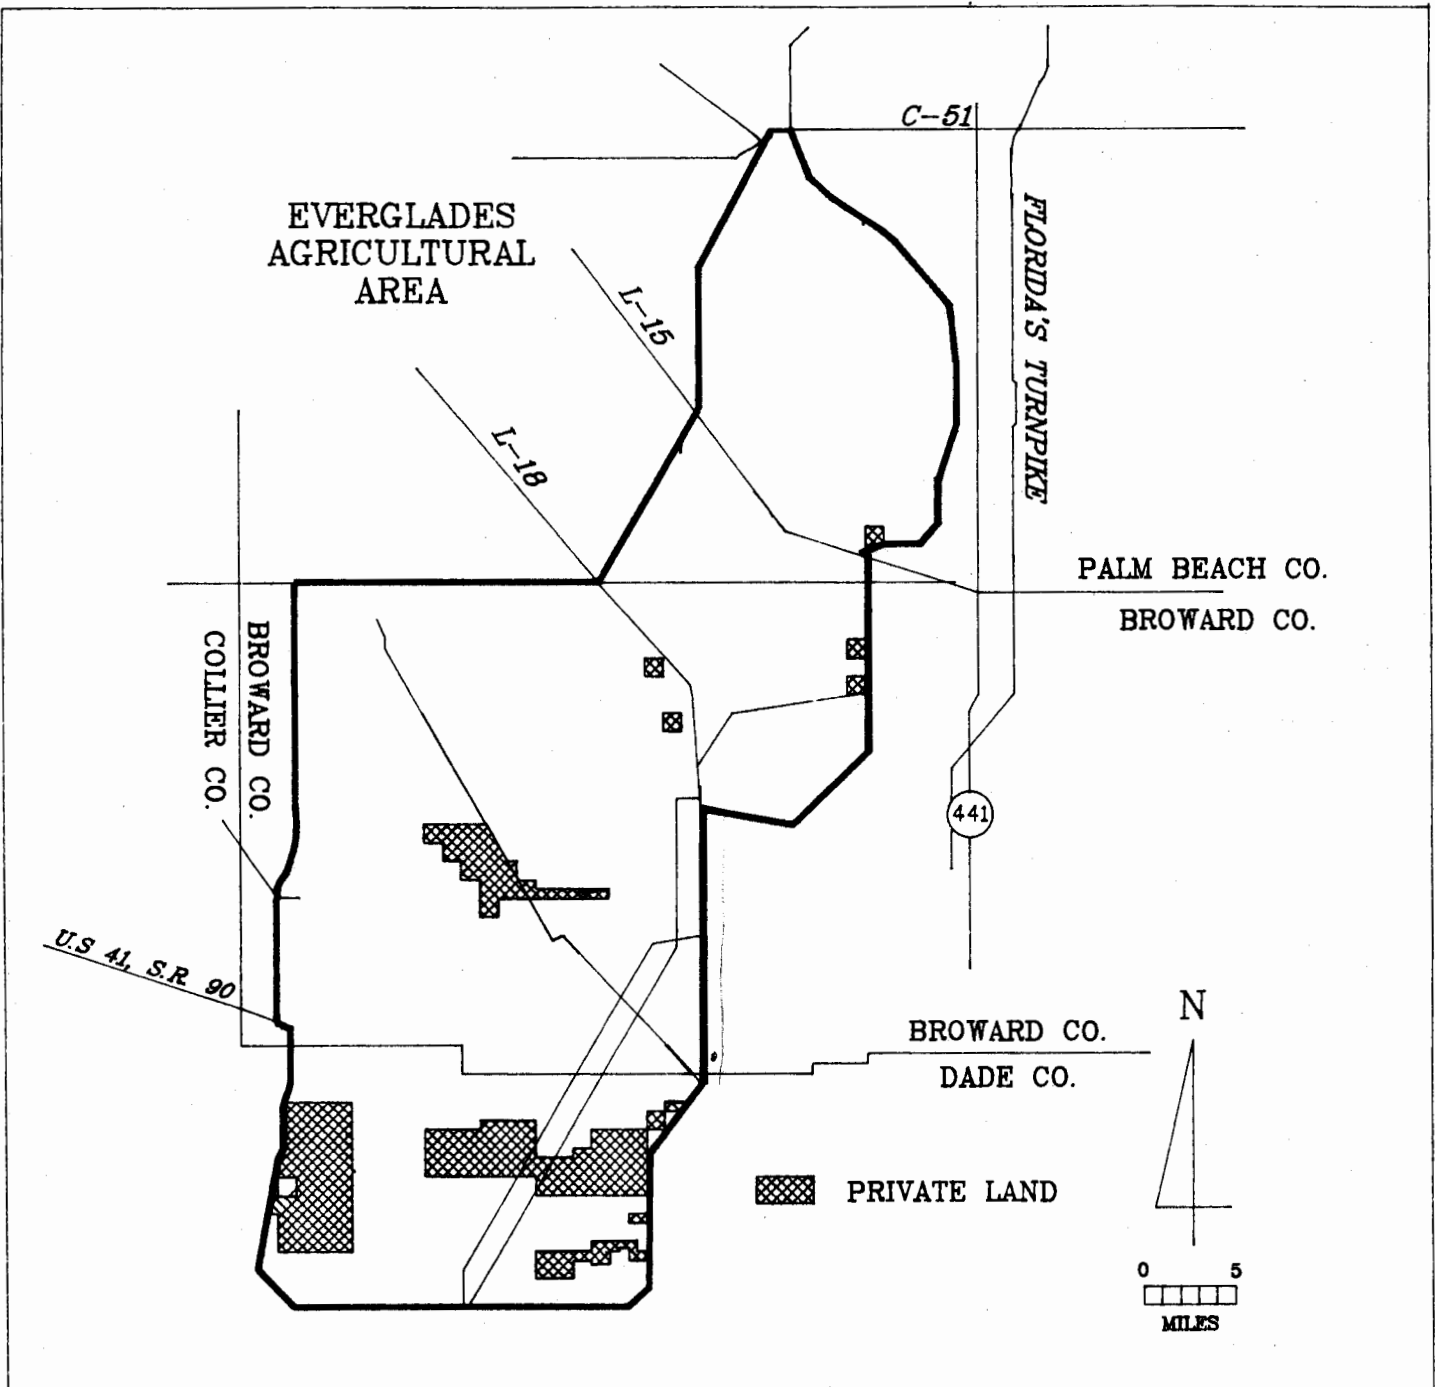 C-51
EVERGLADES
AGRICULTURAL
AREA
FLORIDA'S TURNPIKE
L-15
L-18
PALM BEACH CO.
BROWARD CO.
BROWARD CO.
COLLIER CO.
441
U.S 41, S.R 90
N
BROWARD CO.
DADE CO.
PRIVATE LAND
0 5
MILES